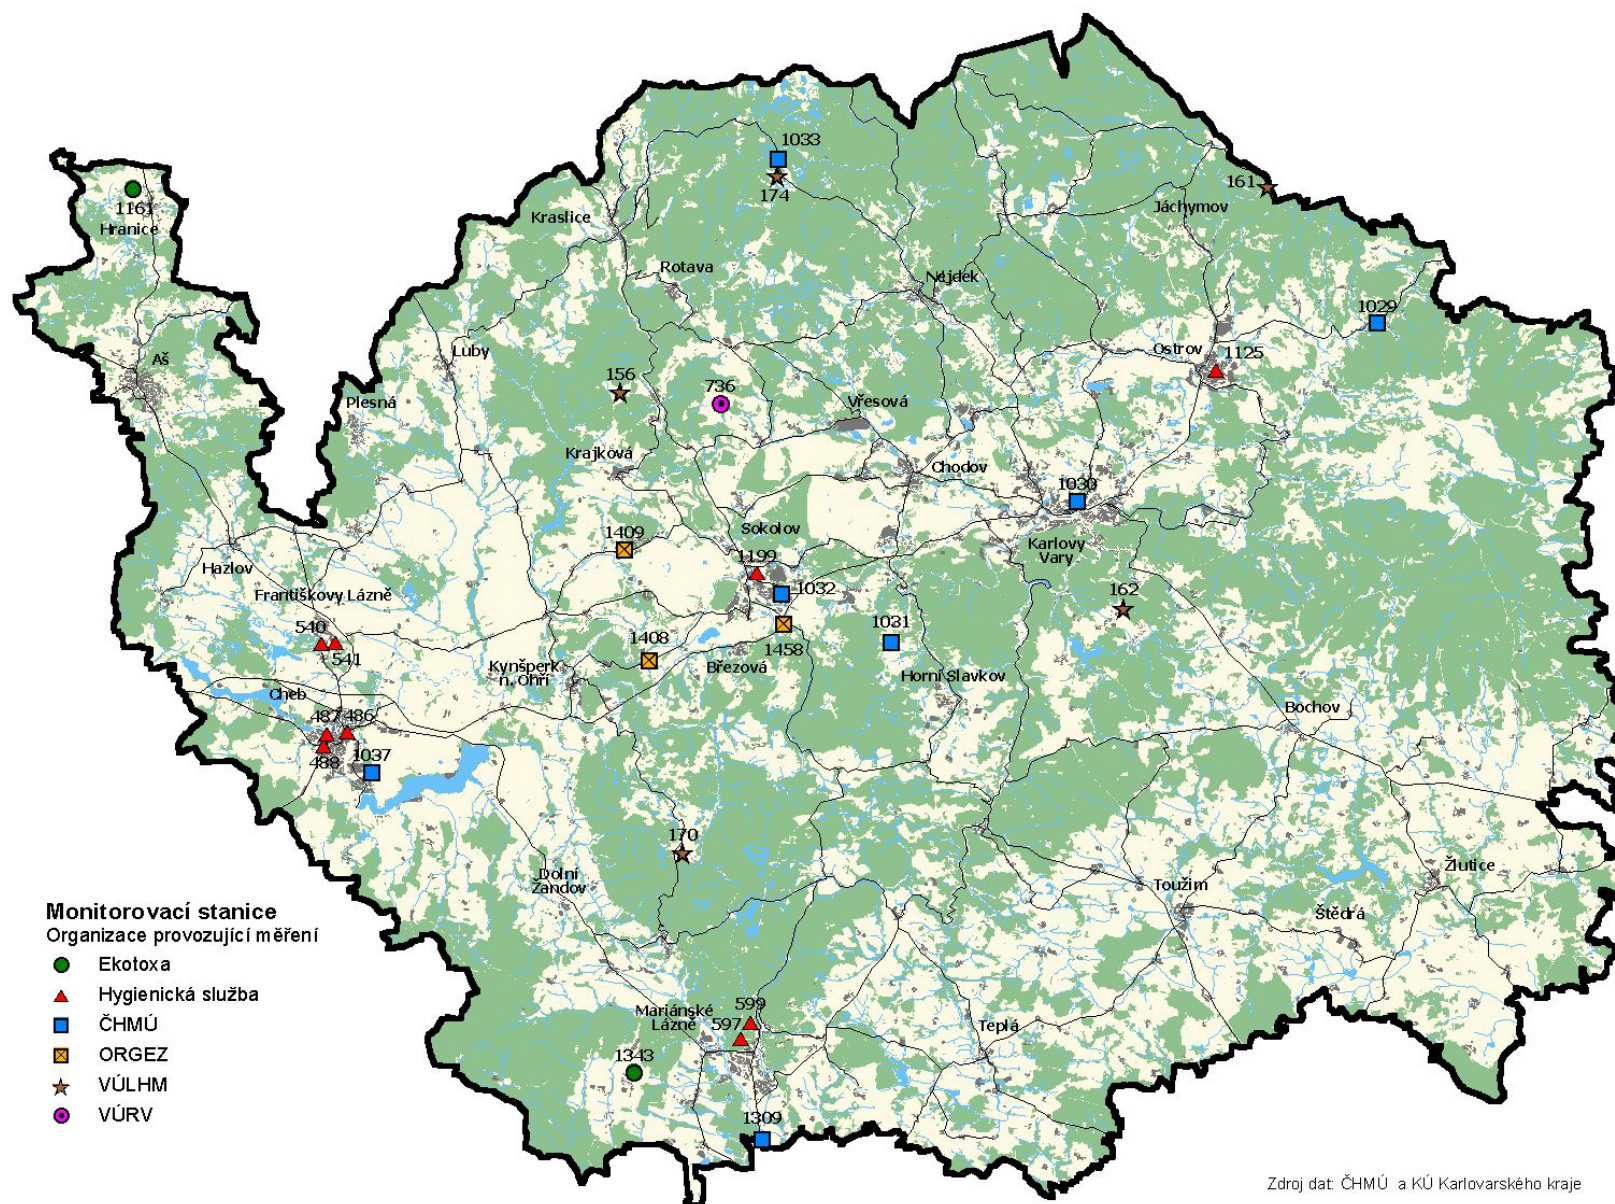 1033
174
161
Jáchymov
1161
Hranice
Kraslice
Rotava
Nejdek
1029
Ostrov
1125
Aš
Luby
156
736
Plesná
Vřesová
Krajková
Chodov
1030
Karlovy
Vary
1409
Sokolov
1199
1032
Hazlov
Františkovy Lázně
540
541
162
1031
1408
1458
Kynšperk
n. Ohří
Březová
Horní Slavkov
Cheb
487
486
488
1037
Bochov
170
Dolní
Žandov
Toužim
Žlutice
Štědrá
Monitorovací stanice
Organizace provozující měření
Ekotoxa
Hygienická služba
ČHMÚ
ORGEZ
VÚLHM
VÚRV
599
Mariánské
Lázně
597
Teplá
1343
1309
Zdroj dat: ČHMÚ a KÚ Karlovarského kraje